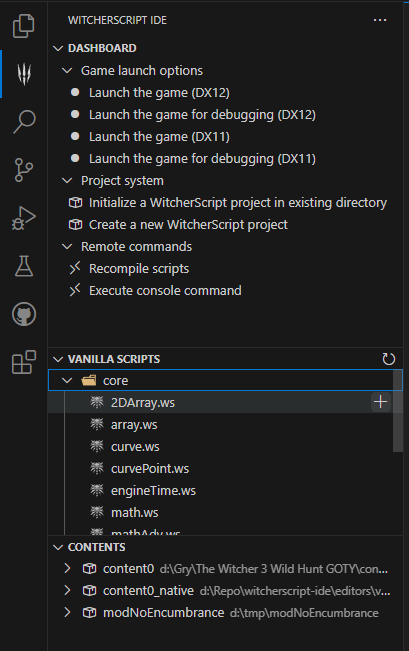 WITCHERSCRIPT IDE
DASHBOARD
Game launch options
Launch the game (DX12)
Launch the game for debugging (DX12)
Launch the game (DX11)
Launch the game for debugging (DX11)
Project system
Initialize a WitcherScript project in existing directory
Create a new WitcherScript project
Remote commands
Recompile scripts
Execute console command
VANILLA SCRIPTS
core
2DArray.ws
array.ws
curve.ws
curvePoint.ws
engineTime.ws
math.ws
mathAdv.ws
CONTENTS
content0 d:\Gry\The Witcher 3 Wild Hunt GOTY\con...
content0_native d:\Repo\witcherscript-ide\editors\v...
modNoEncumbrance d:\tmp\modNoEncumbrance